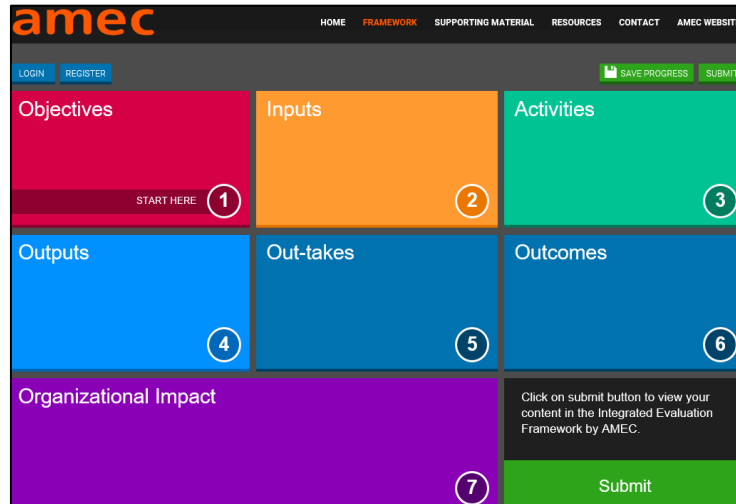 amec
HOME FRAMEWORK SUPPORTING MATERIAL RESOURCES CONTACT AMEC WEBSIT
LOGIN REGISTER SAVE PROGRESS SUBMIT
Objectives Inputs Activities
START HERE 1 2 3
Outputs Out-takes Outcomes
4 5 6
Organizational Impact
7
Click on submit button to view your
content in the Integrated Evaluation
Framework by AMEC.
Submit